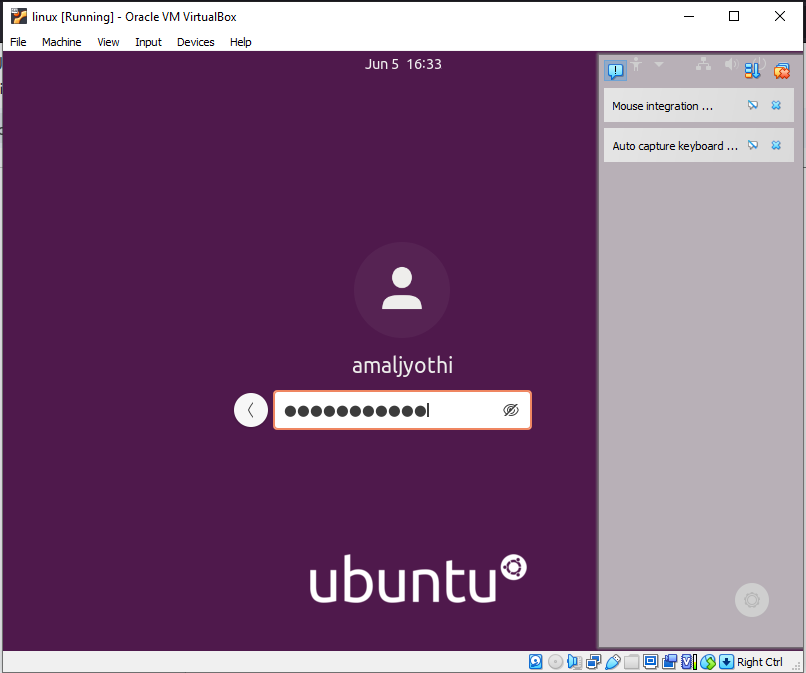 linux [Running] - Oracle VM VirtualBox
File Machine View Input Devices Help
Jun 5 16:33
Mouse integration ...
Auto capture keyboard ...
amaljyothi
ubuntu
Right Ctrl